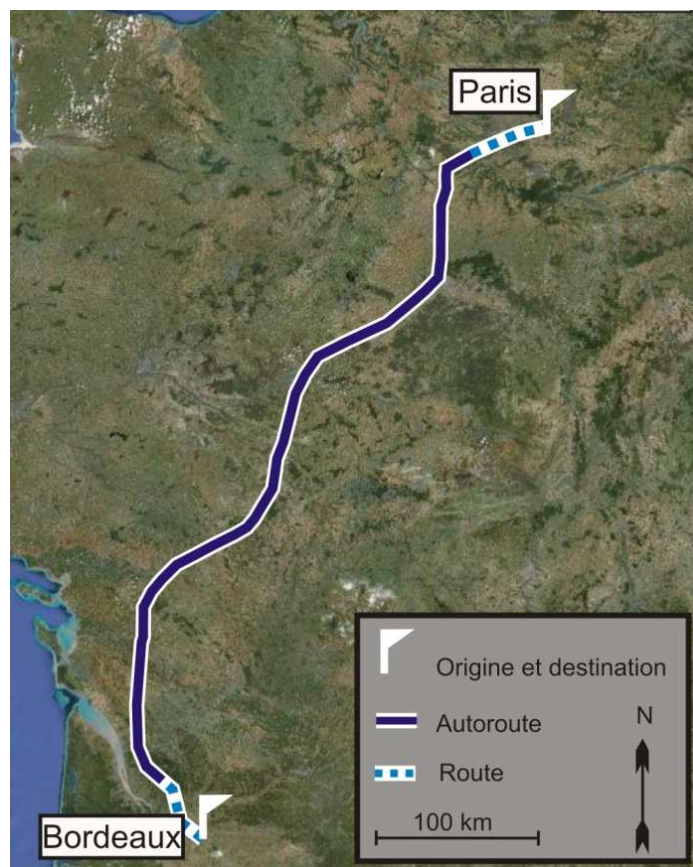 Paris
Origine et destination
Autoroute
N
Route
100 km
Bordeaux